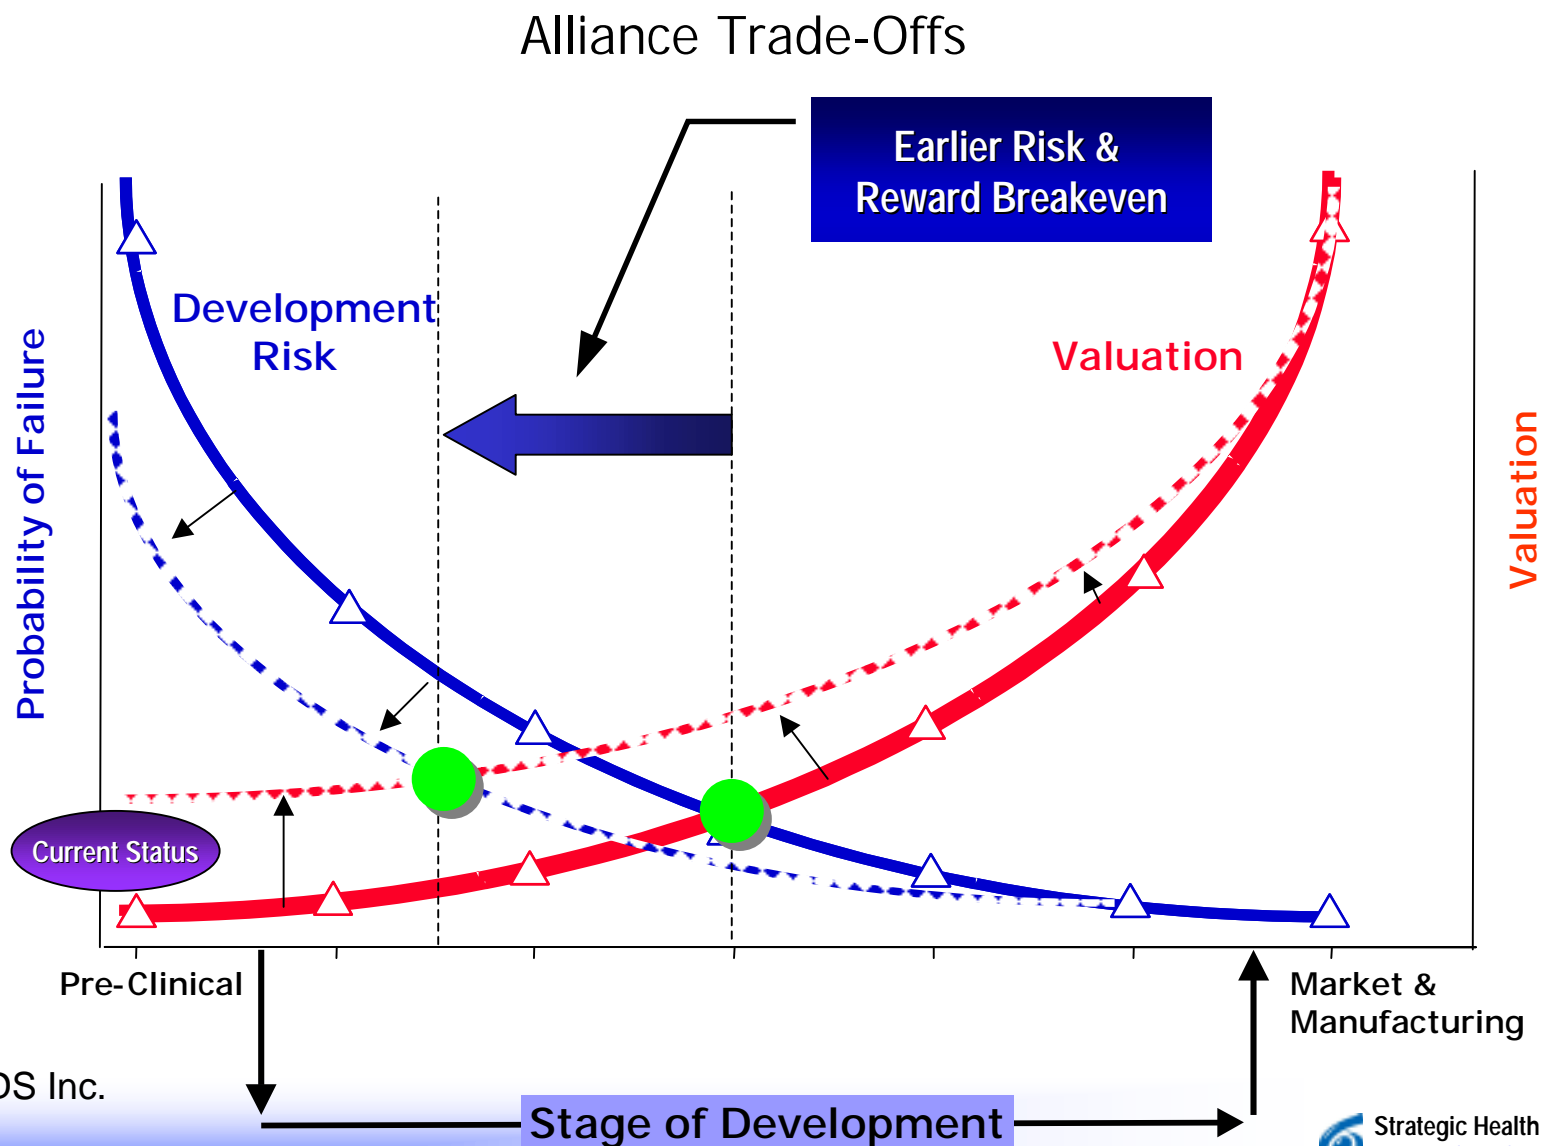 Alliance Trade-Offs
Earlier Risk &
Reward Breakeven
Development
Risk
Valuation
Probability of Failure
Valuation
Current Status
Pre-Clinical
Market &
Manufacturing
Inc.
Stage of Development
Strategic Health